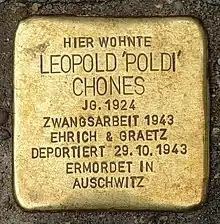 HIER WOHNTE
LEOPOLD 'POLDI'
CHONES
JG. 1924
ZWANGSARBEIT 1943
EHRICH & GRAETZ
DEPORTIERT 29.10.1943
ERMORDET IN
AUSCHWITZ